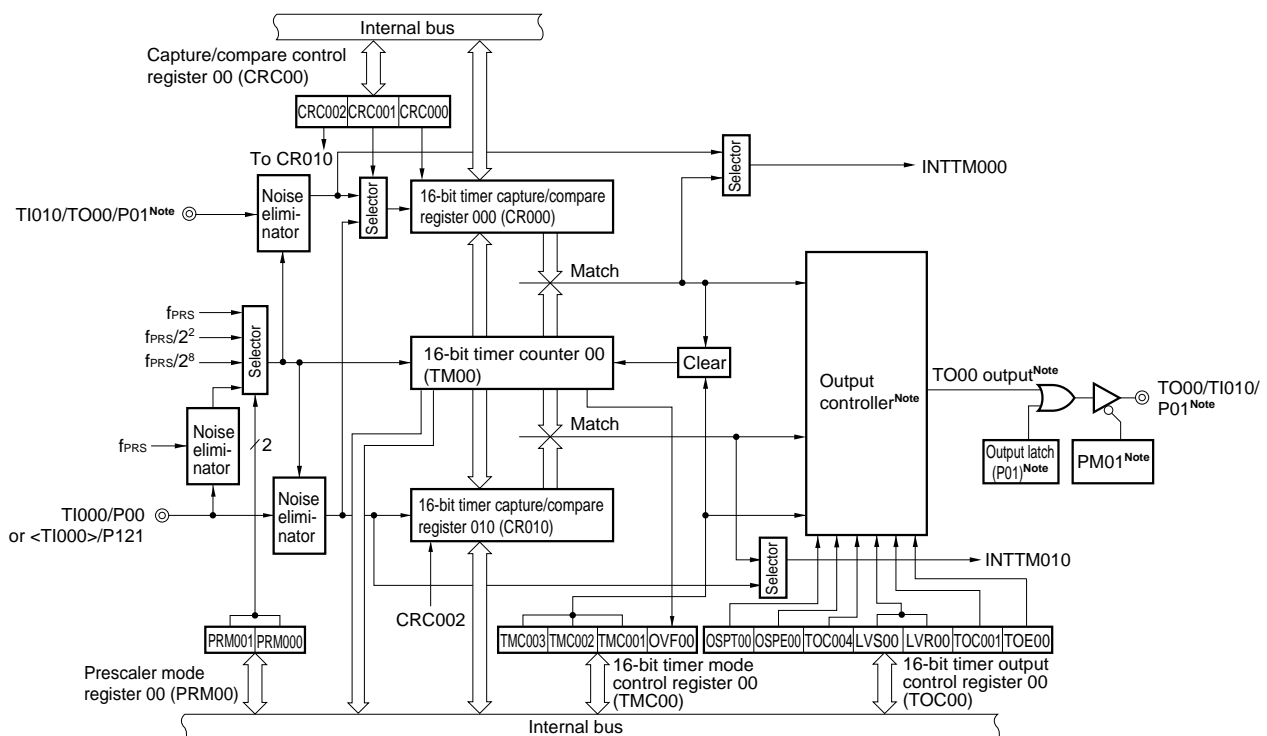 Internal bus
Capture/compare control
register 00 (CRC00)
CRC002 CRC001 CRC000
To CR010
Selector
INTTM000
TI010/TO00/P01Note
Noise
elimi-
nator
Selector
16-bit timer capture/compare
register 000 (CR000)
Match
fPRS
fPRS/2²
fPRS/2⁸
Selector
16-bit timer counter 00
(TM00)
Clear
Output
controllerNote
TO00 outputNote
TO00/TI010/
P01Note
Match
fPRS
Noise
elimi-
nator
2
Output latch
(P01)Note
PM01Note
TI000/P00
or <TI000>/P121
Noise
elimi-
nator
16-bit timer capture/compare
register 010 (CR010)
Selector
INTTM010
CRC002
PRM001 PRM000
TMC003 TMC002 TMC001 OVF00
OSPT00 OSPE00 TOC004 LVS00 LVR00 TOC001 TOE00
Prescaler mode
register 00 (PRM00)
16-bit timer mode
control register 00
(TMC00)
16-bit timer output
control register 00
(TOC00)
Internal bus